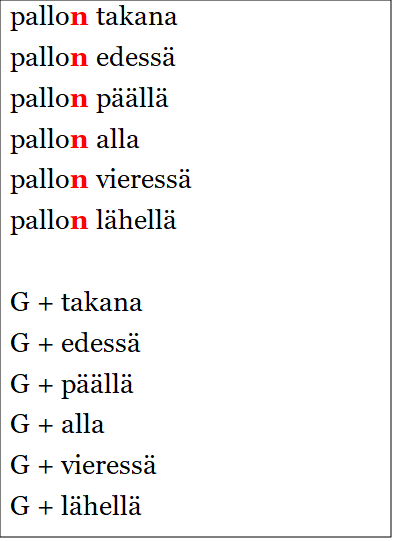 pallon takana
pallon edessä
pallon päällä
pallon alla
pallon vieressä
pallon lähellä
G + takana
G + edessä
G + päällä
G + alla
G + vieressä
G + lähellä